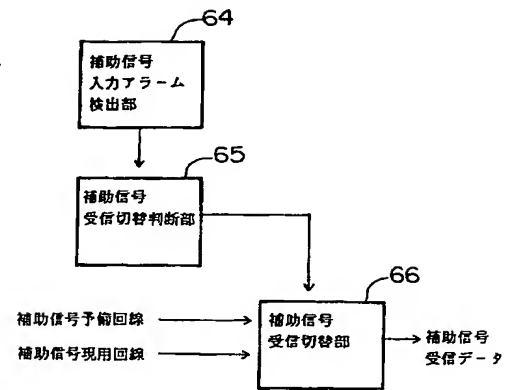 64
補助信号
入力アラーム
検出部
65
補助信号
受信切替判断部
66
補助信号予備回線
補助信号現用回線
補助信号
受信切替部
補助信号
受信データ